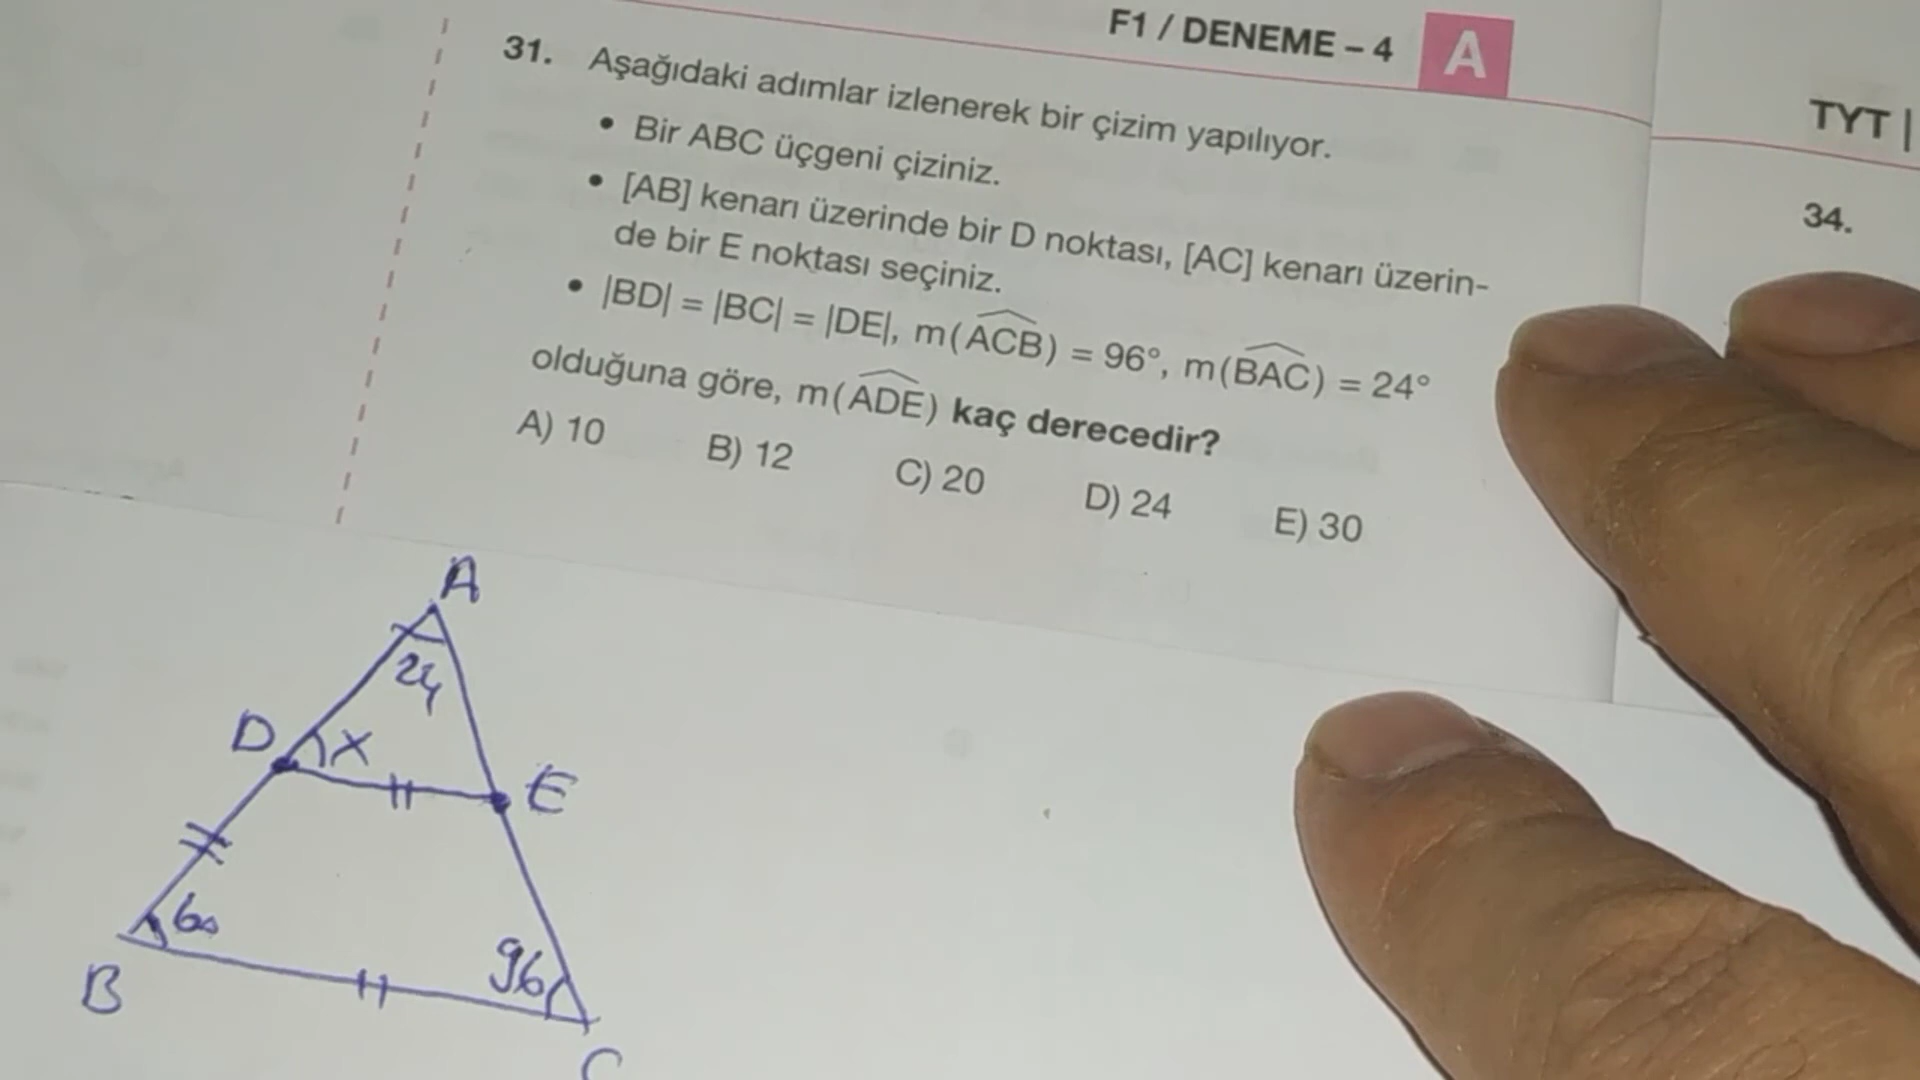 F1 / DENEME – 4
A
31. Aşağıdaki adımlar izlenerek bir çizim yapılıyor.
• Bir ABC üçgeni çiziniz.
• [AB] kenarı üzerinde bir D noktası, [AC] kenarı üzerin-
de bir E noktası seçiniz.
• |BD| = |BC| = |DE|, m(ACB) = 96°, m(BAC) = 24°
olduğuna göre, m(ADE) kaç derecedir?
A) 10 B) 12 C) 20 D) 24 E) 30
TYT |
34.
A
24
D x
E
60
96
B
C